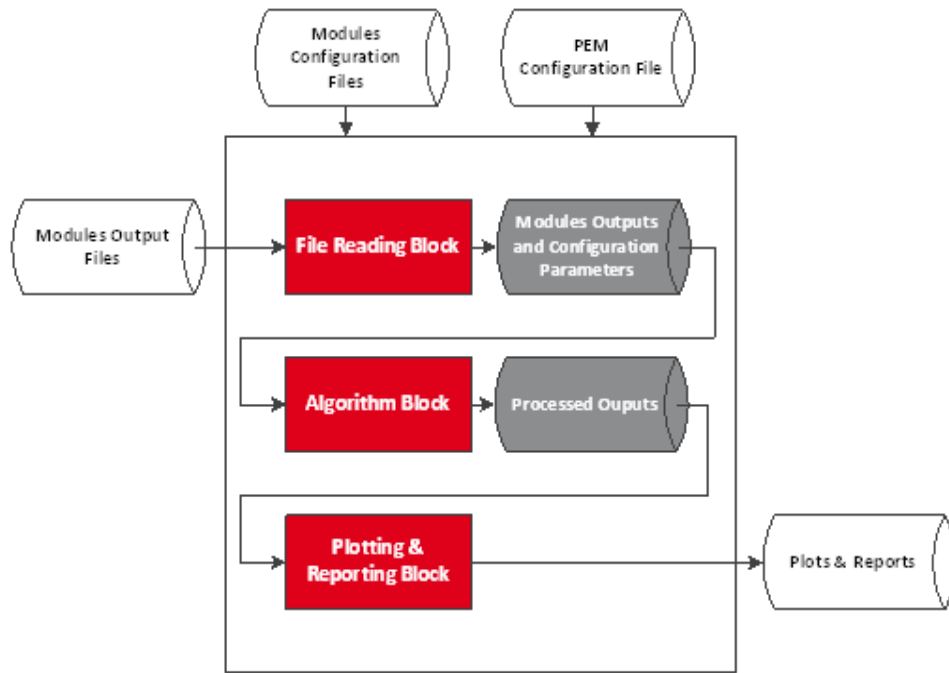 Modules
Configuration
Files
PEM
Configuration File
Modules Output
Files
File Reading Block
Modules Outputs
and Configuration
Parameters
Algorithm Block
Processed Ouputs
Plotting &
Reporting Block
Plots & Reports